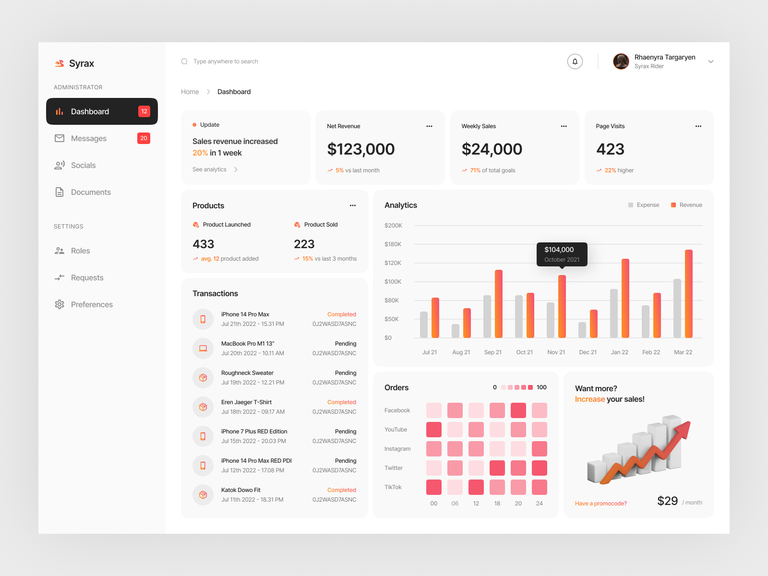 Syrax
Type anywhere to search
Rhaenyra Targaryen
Syrax Rider
ADMINISTRATOR
Dashboard 12
Messages 20
Socials
Documents
SETTINGS
Roles
Requests
Preferences
Home > Dashboard
Update
Sales revenue increased
20% in 1 week
See analytics
Net Revenue
$123,000
5% vs last month
Weekly Sales
$24,000
71% of total goals
Page Visits
423
22% higher
Products
Product Launched
433
avg. 12 product added
Product Sold
223
15% vs last 3 months
Analytics
Expense
Revenue
$200K
$180K
$120K
$100K
$80K
$50K
$0
$104,000
October 2021
Jul 21 Aug 21 Sep 21 Oct 21 Nov 21 Dec 21 Jan 22 Feb 22 Mar 22
Transactions
iPhone 14 Pro Max Completed
Jul 21th 2022 - 15.31 PM 0J2WASD7ASNC
MacBook Pro M1 13" Pending
Jul 20th 2022 - 10.11 AM 0J2WASD7ASNC
Roughneck Sweater Pending
Jul 19th 2022 - 12.21 PM 0J2WASD7ASNC
Eren Jaeger T-Shirt Completed
Jul 18th 2022 - 09.17 AM 0J2WASD7ASNC
iPhone 7 Plus RED Edition Pending
Jul 15th 2022 - 20.03 PM 0J2WASD7ASNC
iPhone 14 Pro Max RED PDI Pending
Jul 12th 2022 - 17.08 PM 0J2WASD7ASNC
Katok Dowo Fit Completed
Jul 11th 2022 - 18.31 PM 0J2WASD7ASNC
Orders
0 100
Facebook
YouTube
Instagram
Twitter
TikTok
00 06 12 18 20 24
Want more?
Increase your sales!
Have a promocode?
$29 / month